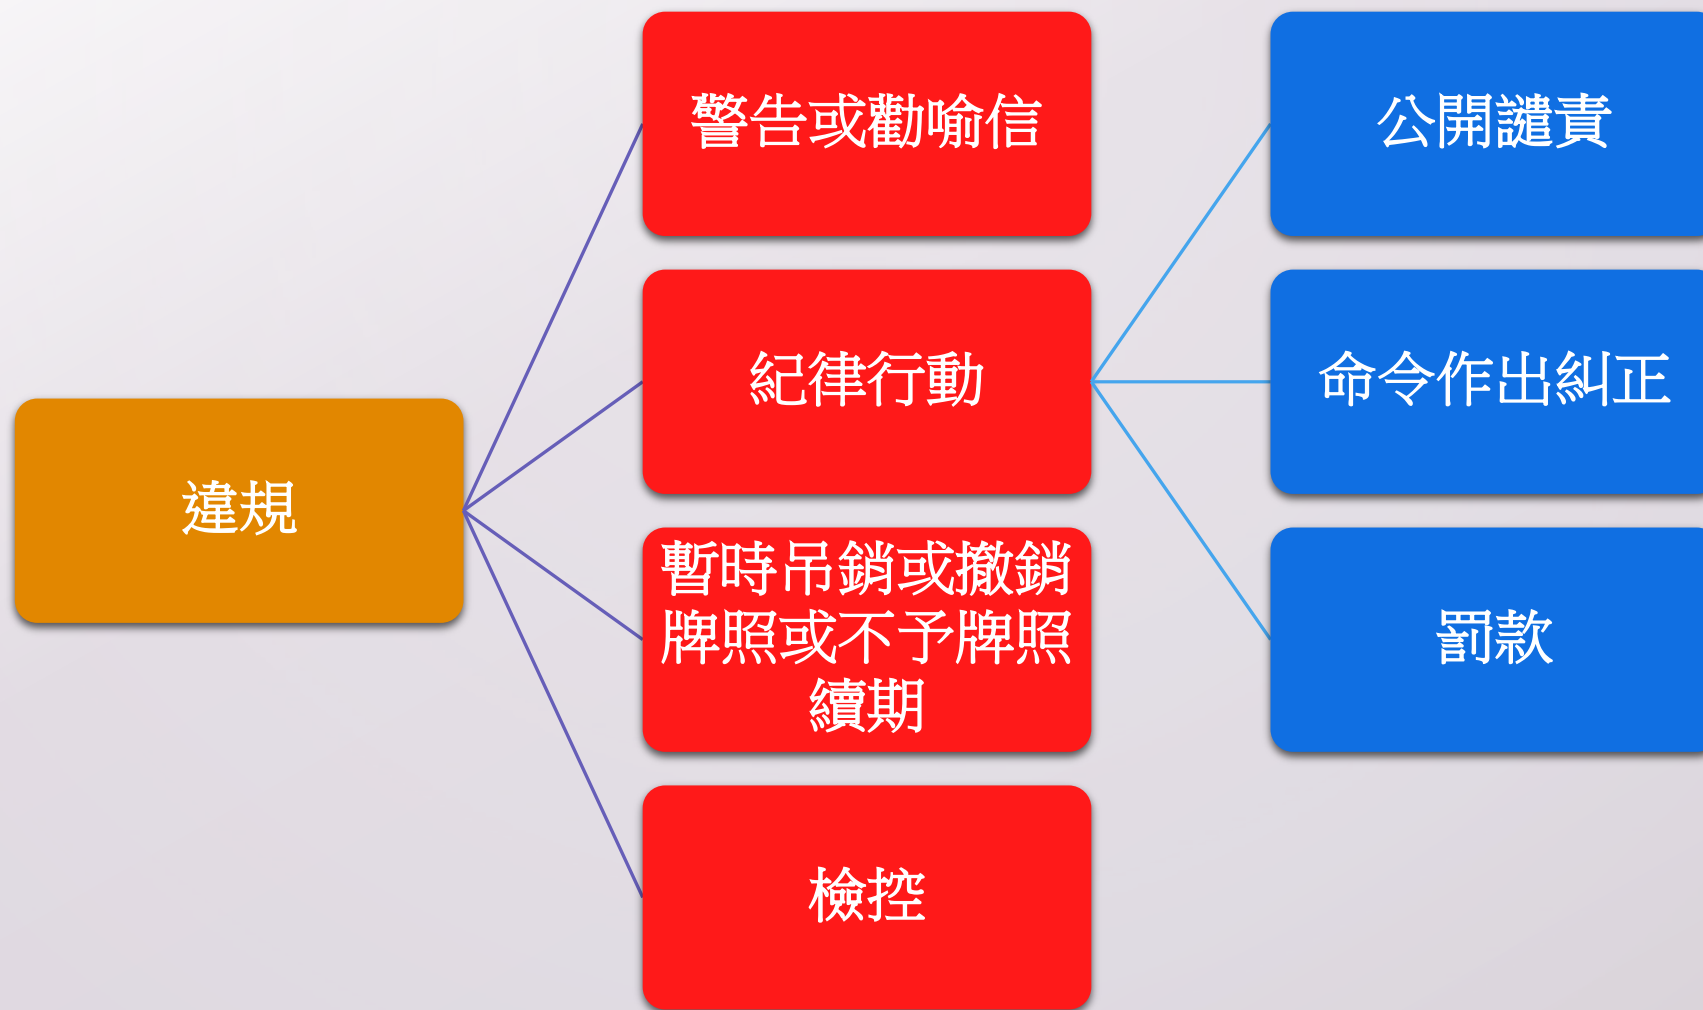 違規
警告或勸喻信
紀律行動
暫時吊銷或撤銷
牌照或不予牌照
續期
檢控
公開譴責
命令作出糾正
罰款